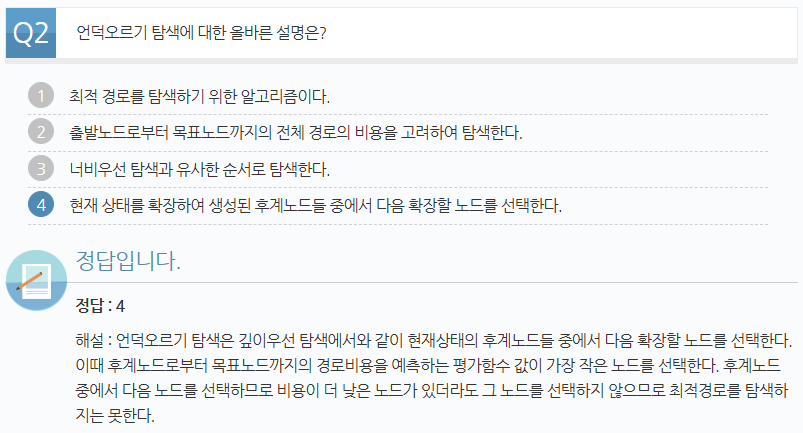 Q2 언덕오르기 탐색에 대한 올바른 설명은?
1 최적 경로를 탐색하기 위한 알고리즘이다.
2 출발노드로부터 목표노드까지의 전체 경로의 비용을 고려하여 탐색한다.
3 너비우선 탐색과 유사한 순서로 탐색한다.
4 현재 상태를 확장하여 생성된 후계노드들 중에서 다음 확장할 노드를 선택한다.
정답입니다.
정답 : 4
해설 : 언덕오르기 탐색은 깊이우선 탐색에서와 같이 현재상태의 후계노드들 중에서 다음 확장할 노드를 선택한다.
이때 후계노드로부터 목표노드까지의 경로비용을 예측하는 평가함수 값이 가장 작은 노드를 선택한다. 후계노드
중에서 다음 노드를 선택하므로 비용이 더 낮은 노드가 있더라도 그 노드를 선택하지 않으므로 최적경로를 탐색하
지는 못한다.